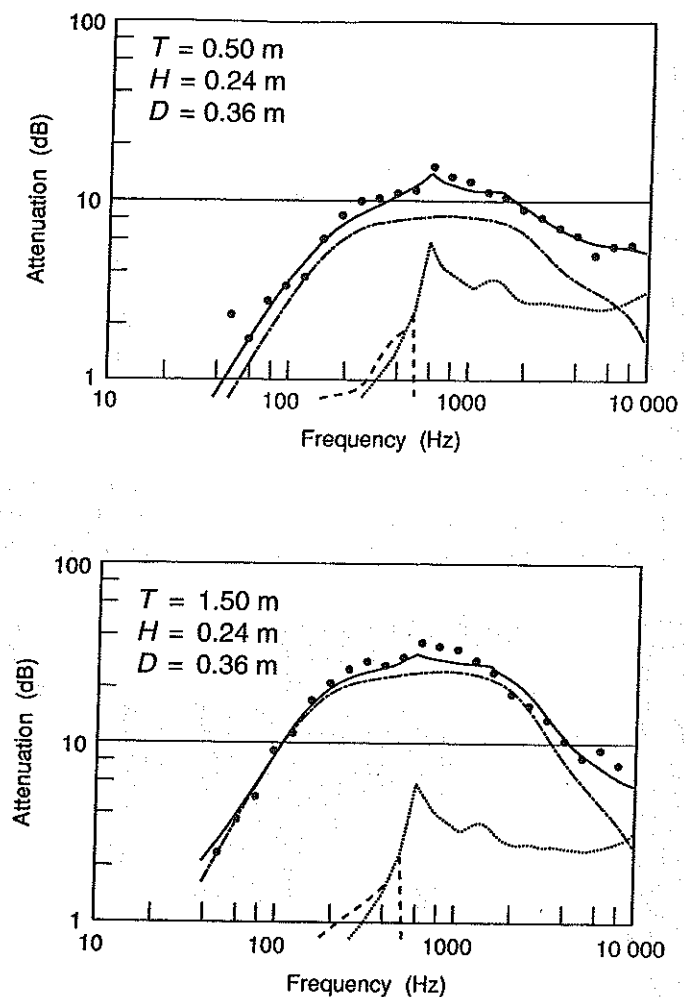 100
T = 0.50 m
H = 0.24 m
D = 0.36 m
Attenuation (dB)
10
1
10
100
1000
10 000
Frequency (Hz)
100
T = 1.50 m
H = 0.24 m
D = 0.36 m
Attenuation (dB)
10
1
10
100
1000
10 000
Frequency (Hz)